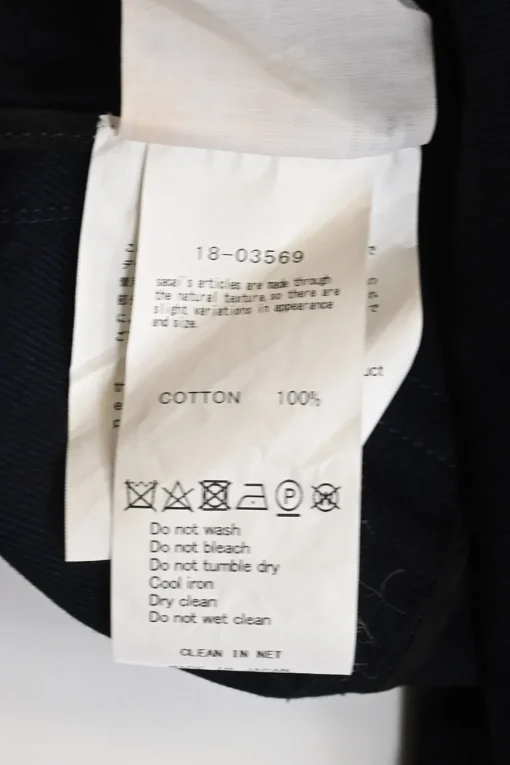 18-03569
sacai's articles are made through
the natural texture, so there are
slight variations in appearance
and size.
COTTON 100%
uct
P W
Do not wash
Do not bleach
Do not tumble dry
Cool iron
Dry clean
Do not wet clean
CLEAN IN NET